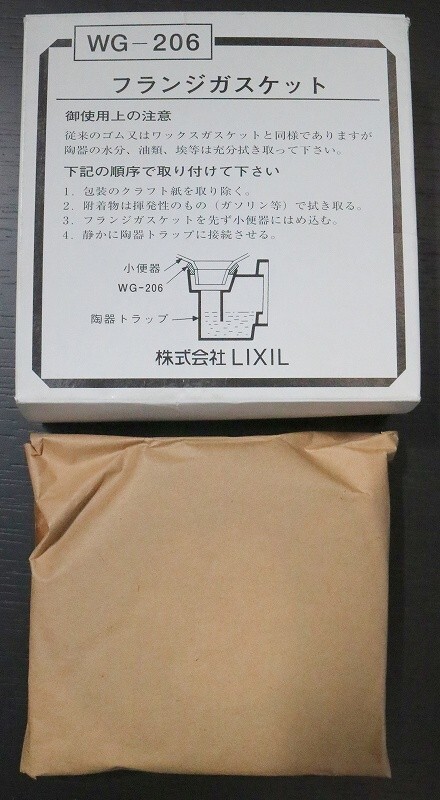 WG-206
フランジガスケット
御使用上の注意
従来のゴム又はワックスガスケットと同様でありますが
陶器の水分、油類、埃等は充分拭き取って下さい。
下記の順序で取り付けて下さい
1. 包装のクラフト紙を取り除く。
2. 附着物は揮発性のもの(ガソリン等)で拭き取る。
3. フランジガスケットを先ず小便器にはめ込む。
4. 静かに陶器トラップに接続させる。
小便器
WG-206
陶器トラップ
株式会社 LIXIL